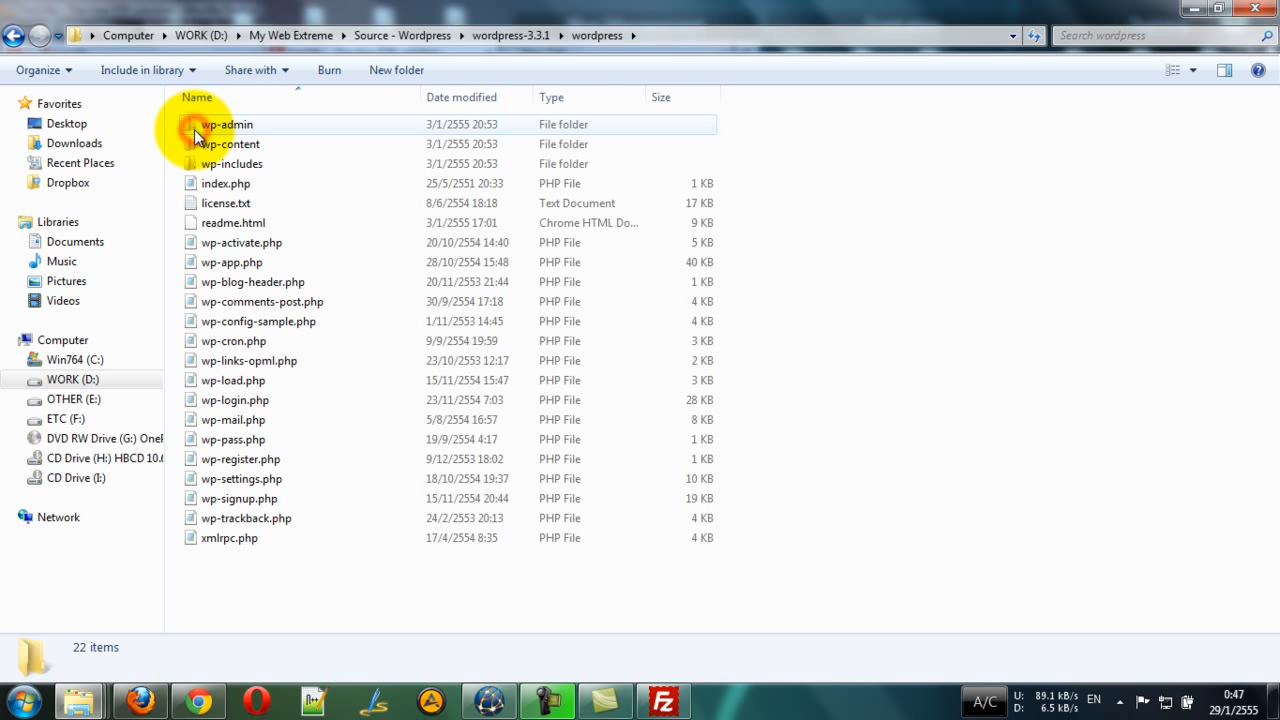 Computer ▸ WORK (D:) ▸ My Web Extreme ▸ Source - Wordpress ▸ wordpress-3.3.1 ▸ wordpress ▸
Search wordpress
Organize Include in library Share with Burn New folder
Favorites
Desktop
Downloads
Recent Places
Dropbox
Libraries
Documents
Music
Pictures
Videos
Computer
Win764 (C:)
WORK (D:)
OTHER (E:)
ETC (F:)
DVD RW Drive (G:) OneP
CD Drive (H:) HBCD 10.6
CD Drive (I:)
Network
Name Date modified Type Size
wp-admin 3/1/2555 20:53 File folder
wp-content 3/1/2555 20:53 File folder
wp-includes 3/1/2555 20:53 File folder
index.php 25/5/2551 20:33 PHP File 1 KB
license.txt 8/6/2554 18:18 Text Document 17 KB
readme.html 3/1/2555 17:01 Chrome HTML Do... 9 KB
wp-activate.php 20/10/2554 14:40 PHP File 5 KB
wp-app.php 28/10/2554 15:48 PHP File 40 KB
wp-blog-header.php 20/11/2553 21:44 PHP File 1 KB
wp-comments-post.php 30/9/2554 17:18 PHP File 4 KB
wp-config-sample.php 1/11/2553 14:45 PHP File 4 KB
wp-cron.php 9/9/2554 19:59 PHP File 3 KB
wp-links-opml.php 23/10/2553 12:17 PHP File 2 KB
wp-load.php 15/11/2554 15:47 PHP File 3 KB
wp-login.php 23/11/2554 7:03 PHP File 28 KB
wp-mail.php 5/8/2554 16:57 PHP File 8 KB
wp-pass.php 19/9/2554 4:17 PHP File 1 KB
wp-register.php 9/12/2553 18:02 PHP File 1 KB
wp-settings.php 18/10/2554 19:37 PHP File 10 KB
wp-signup.php 15/11/2554 20:44 PHP File 19 KB
wp-trackback.php 24/2/2553 20:13 PHP File 4 KB
xmlrpc.php 17/4/2554 8:35 PHP File 4 KB
22 items
A/C
U: 89.1 kB/s
D: 6.5 kB/s
EN
0:47
29/1/2555